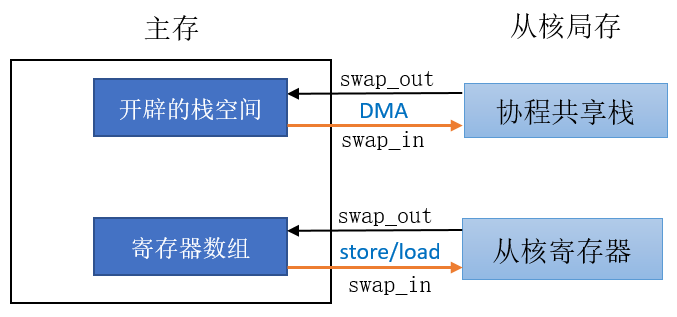 主存
从核局存
swap_out
开辟的栈空间
DMA
协程共享栈
swap_in
swap_out
寄存器数组
store/load
从核寄存器
swap_in